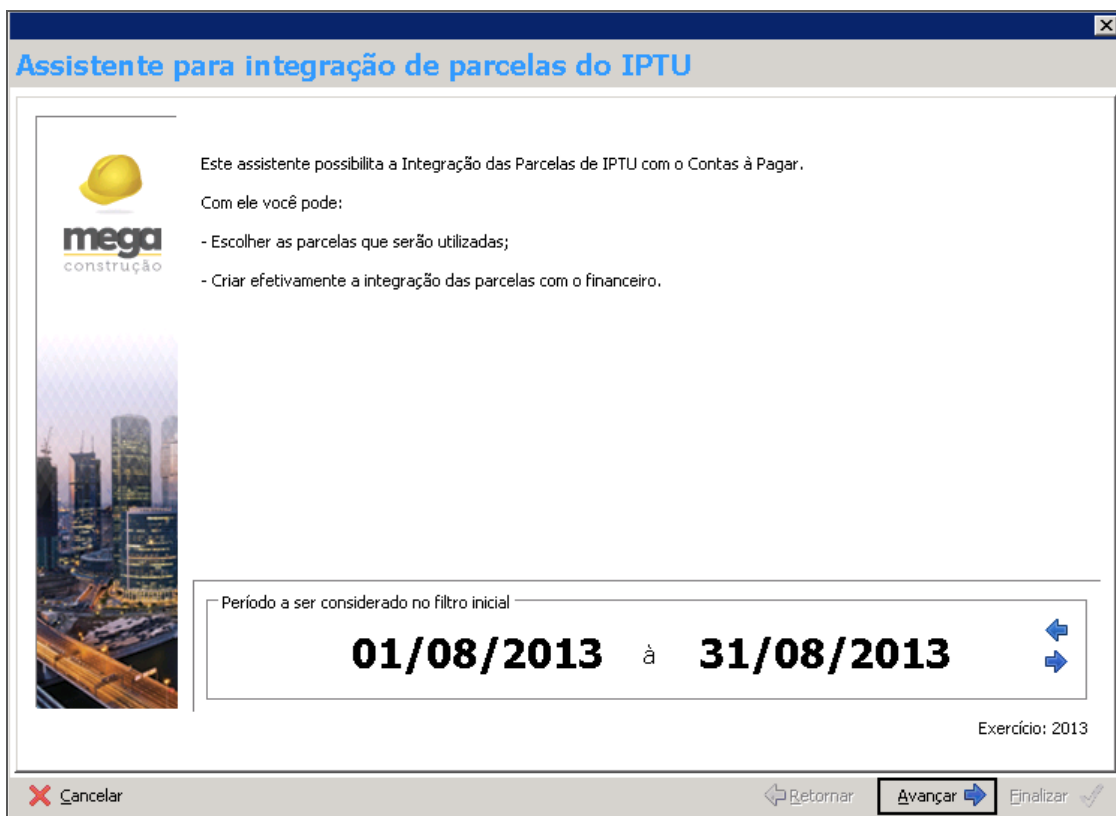 Assistente para integração de parcelas do IPTU
mega
construção
Este assistente possibilita a Integração das Parcelas de IPTU com o Contas à Pagar.
Com ele você pode:
- Escolher as parcelas que serão utilizadas;
- Criar efetivamente a integração das parcelas com o financeiro.
Período a ser considerado no filtro inicial
01/08/2013 à 31/08/2013
Exercício: 2013
Cancelar Retornar Avançar Finalizar